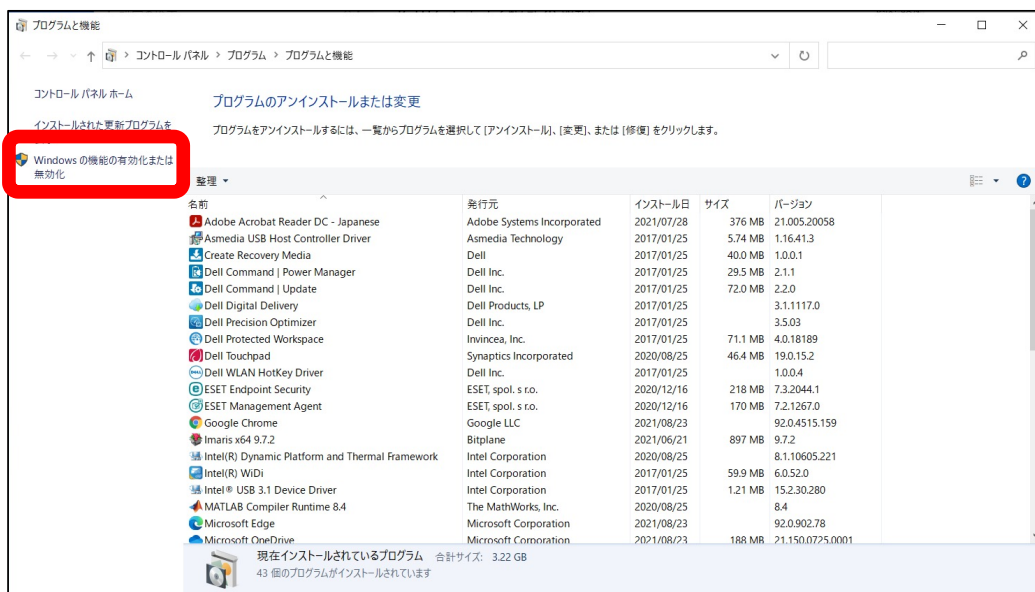 プログラムと機能
コントロール パネル > プログラム > プログラムと機能
コントロール パネル ホーム
インストールされた更新プログラムを
Windows の機能の有効化または
無効化
プログラムのアンインストールまたは変更
プログラムをアンインストールするには、一覧からプログラムを選択して [アンインストール]、[変更]、または [修復] をクリックします。
整理
名前 発行元 インストール日 サイズ バージョン
Adobe Acrobat Reader DC - Japanese Adobe Systems Incorporated 2021/07/28 376 MB 21.005.20058
Asmedia USB Host Controller Driver Asmedia Technology 2017/01/25 5.74 MB 1.16.41.3
Create Recovery Media Dell 2017/01/25 40.0 MB 1.0.0.1
Dell Command | Power Manager Dell Inc. 2017/01/25 29.5 MB 2.1.1
Dell Command | Update Dell Inc. 2017/01/25 72.0 MB 2.2.0
Dell Digital Delivery Dell Products, LP 2017/01/25 3.1.1117.0
Dell Precision Optimizer Dell Inc. 2017/01/25 3.5.03
Dell Protected Workspace Invincea, Inc. 2017/01/25 71.1 MB 4.0.18189
Dell Touchpad Synaptics Incorporated 2020/08/25 46.4 MB 19.0.15.2
Dell WLAN HotKey Driver Dell Inc. 2017/01/25 1.0.0.4
ESET Endpoint Security ESET, spol. s r.o. 2020/12/16 218 MB 7.3.2044.1
ESET Management Agent ESET, spol. s r.o. 2020/12/16 170 MB 7.2.1267.0
Google Chrome Google LLC 2021/08/23 92.0.4515.159
Imaris x64 9.7.2 Bitplane 2021/06/21 897 MB 9.7.2
Intel(R) Dynamic Platform and Thermal Framework Intel Corporation 2020/08/25 8.1.10605.221
Intel(R) WiDi Intel Corporation 2017/01/25 59.9 MB 6.0.52.0
Intel® USB 3.1 Device Driver Intel Corporation 2017/01/25 1.21 MB 15.2.30.280
MATLAB Compiler Runtime 8.4 The MathWorks, Inc. 2020/08/25 8.4
Microsoft Edge Microsoft Corporation 2021/08/23 92.0.902.78
Microsoft OneDrive Microsoft Corporation 2021/08/23 188 MB 21.150.0725.0001
現在インストールされているプログラム 合計サイズ: 3.22 GB
43 個のプログラムがインストールされています